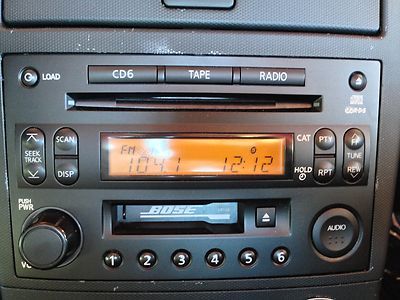 LOAD
CD6 TAPE RADIO
SEEK TRACK
SCAN
DISP
FM
104.1 12:12
CAT
PTY
HOLD
RPT
FF
TUNE
REW
PUSH
PWR
BOSE
AUDIO
1 2 3 4 5 6